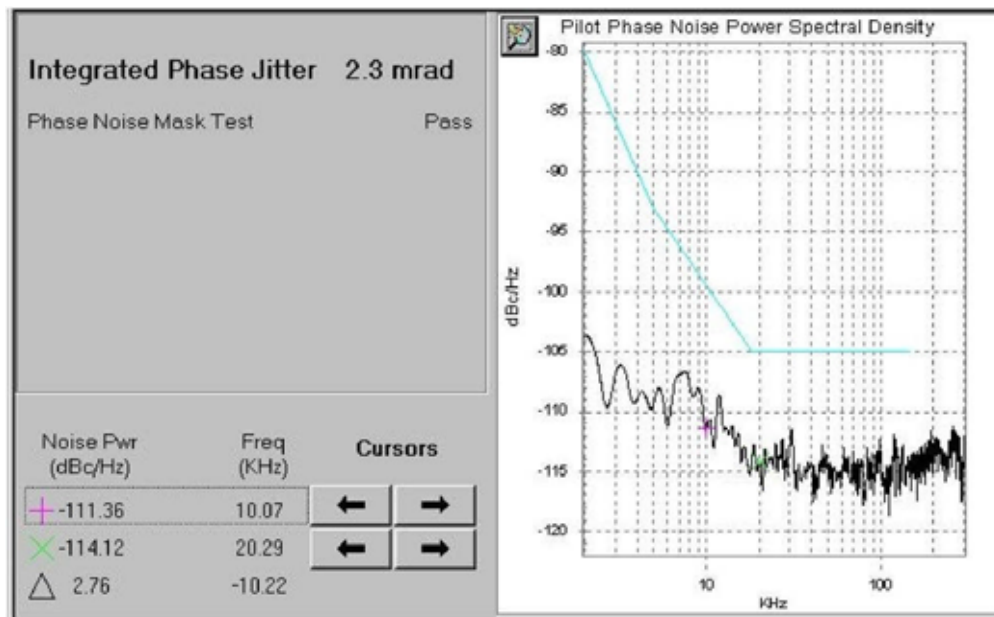 Integrated Phase Jitter 2.3 mrad
Phase Noise Mask Test Pass
Noise Pwr (dBc/Hz) Freq (KHz) Cursors
-111.36 10.07
-114.12 20.29
2.76 -10.22
Pilot Phase Noise Power Spectral Density
-80
-85
-90
-95
-100
-105
-110
-115
-120
dBc/Hz
10 100
KHz